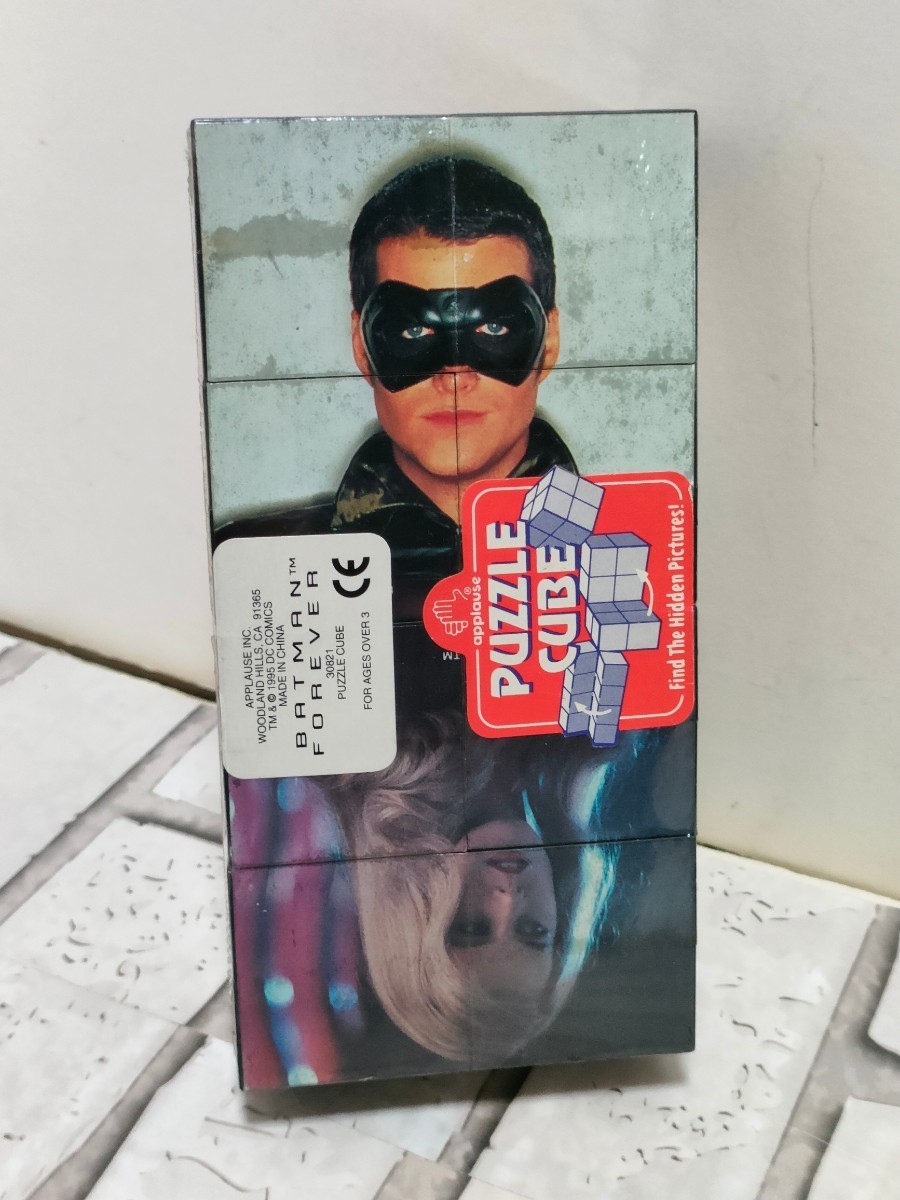 APPLAUSE INC.
WOODLAND HILLS, CA 91365
TM & © 1995 DC COMICS
MADE IN CHINA
BATMAN™
FOREVER
30821
PUZZLE CUBE
FOR AGES OVER 3
CE
applause®
PUZZLE
CUBE
Find The Hidden Pictures!
TM